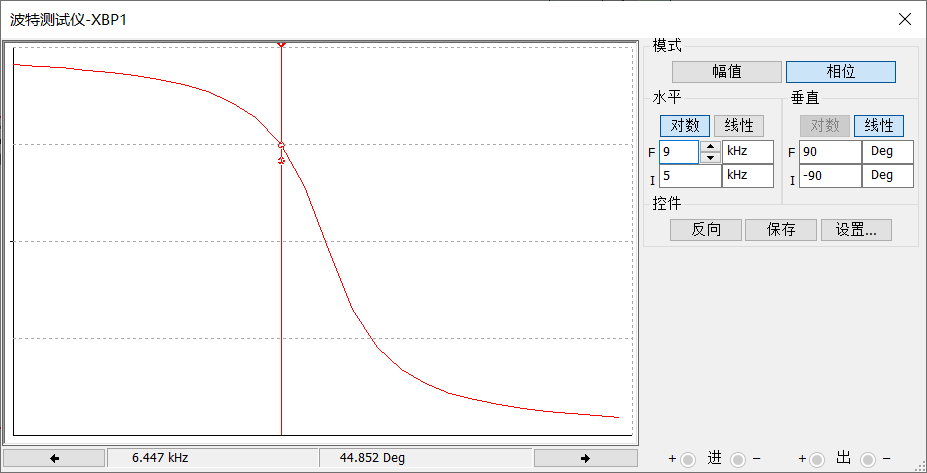 波特测试仪-XBP1
模式
幅值 相位
水平 垂直
对数 线性 对数 线性
F 9 kHz F 90 Deg
I 5 kHz I -90 Deg
控件
反向 保存 设置...
6.447 kHz 44.852 Deg
+ 进 − + 出 −